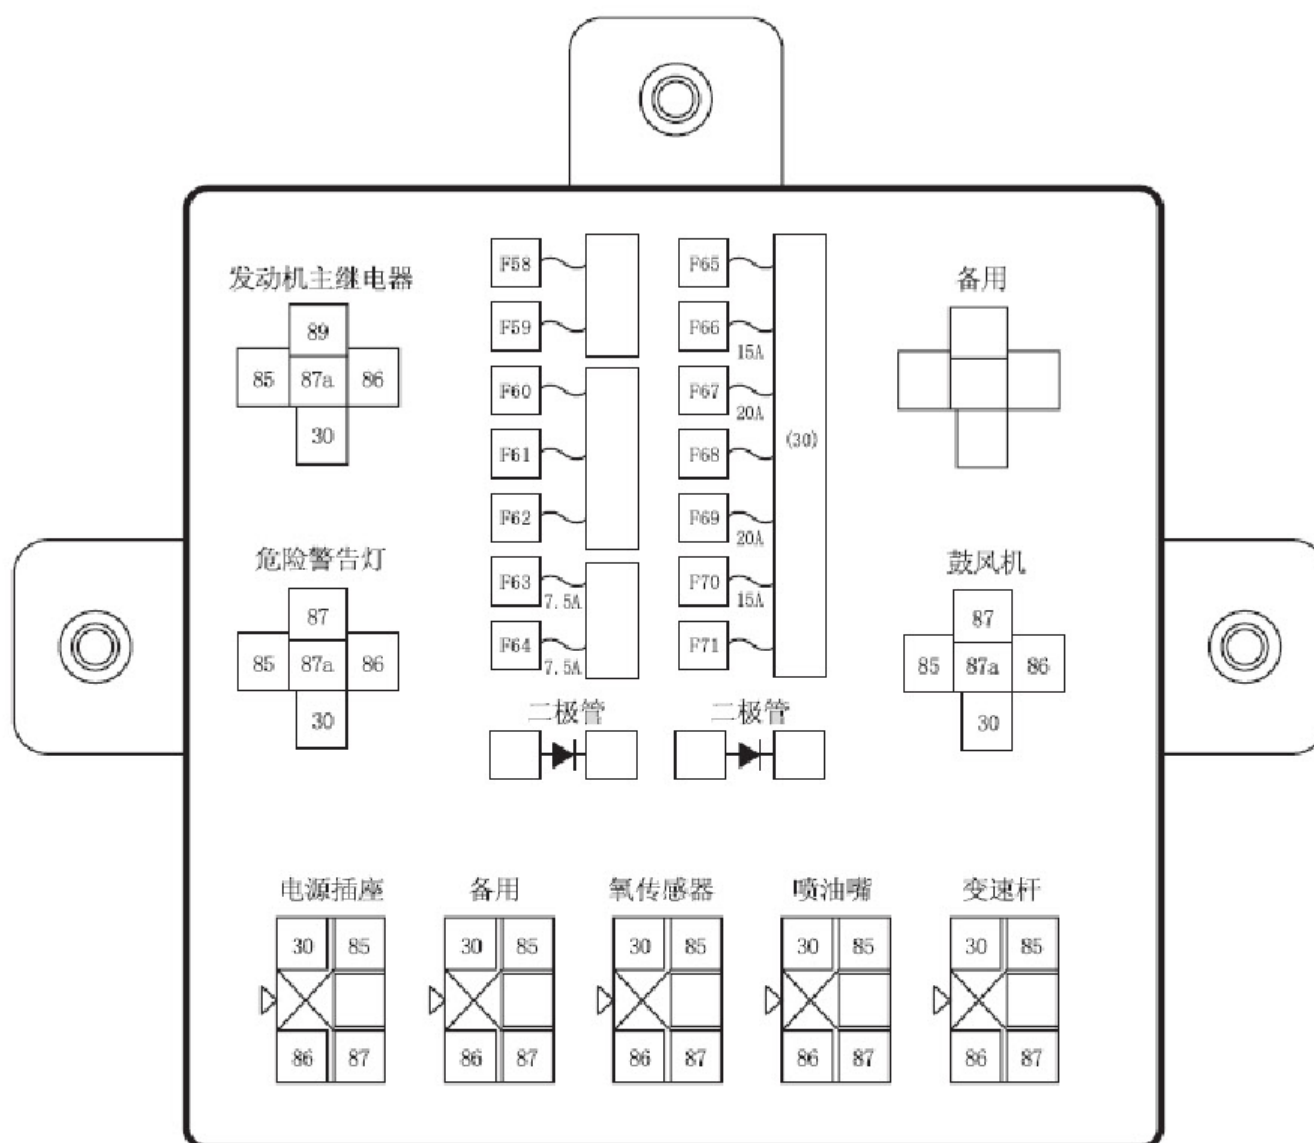 发动机主继电器
89
85 87a 86
30
危险警告灯
87
85 87a 86
30
F58
F59
F60
F61
F62
F63
7.5A
F64
7.5A
F65
F66
15A
F67
20A
F68
F69
20A
F70
15A
F71
(30)
二极管 二极管
备用
鼓风机
87
85 87a 86
30
电源插座 备用 氧传感器 喷油嘴 变速杆
30 85 30 85 30 85 30 85 30 85
86 87 86 87 86 87 86 87 86 87